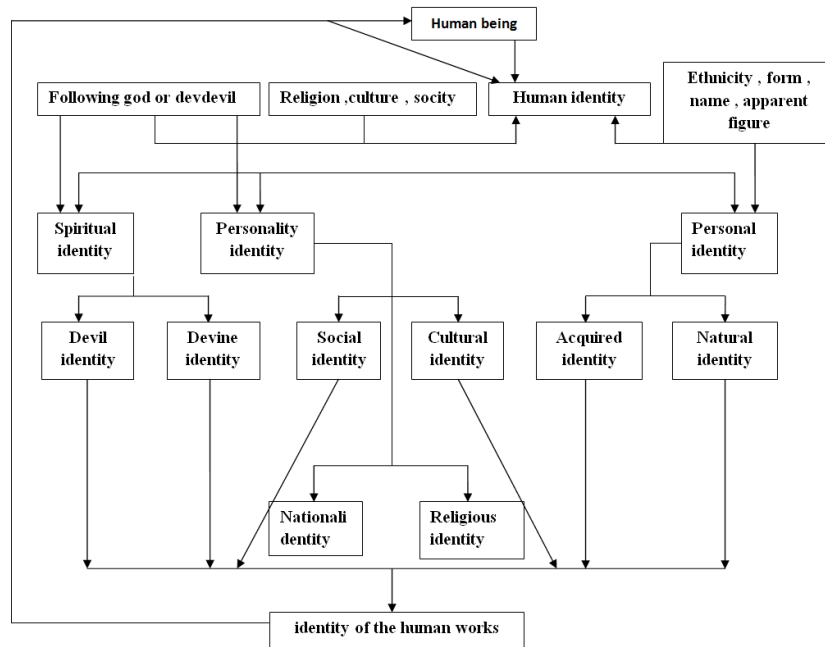 Human being
Following god or devdevil
Religion ,culture , socity
Human identity
Ethnicity , form ,
name , apparent
figure
Spiritual
identity
Personality
identity
Personal
identity
Devil
identity
Devine
identity
Social
identity
Cultural
identity
Acquired
identity
Natural
identity
Nationali
dentity
Religious
identity
identity of the human works